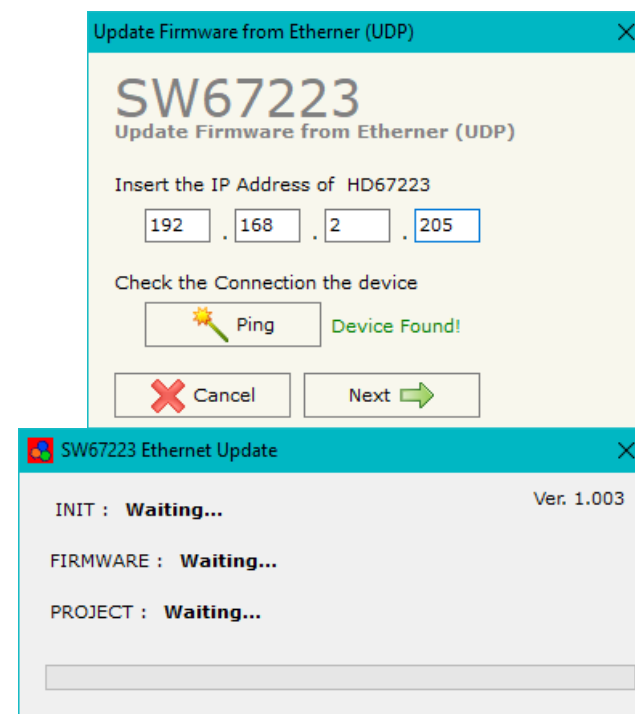 Update Firmware from Etherner (UDP)
SW67223
Update Firmware from Etherner (UDP)
Insert the IP Address of HD67223
192 . 168 . 2 . 205
Check the Connection the device
Ping Device Found!
Cancel Next
SW67223 Ethernet Update
INIT : Waiting... Ver. 1.003
FIRMWARE : Waiting...
PROJECT : Waiting...